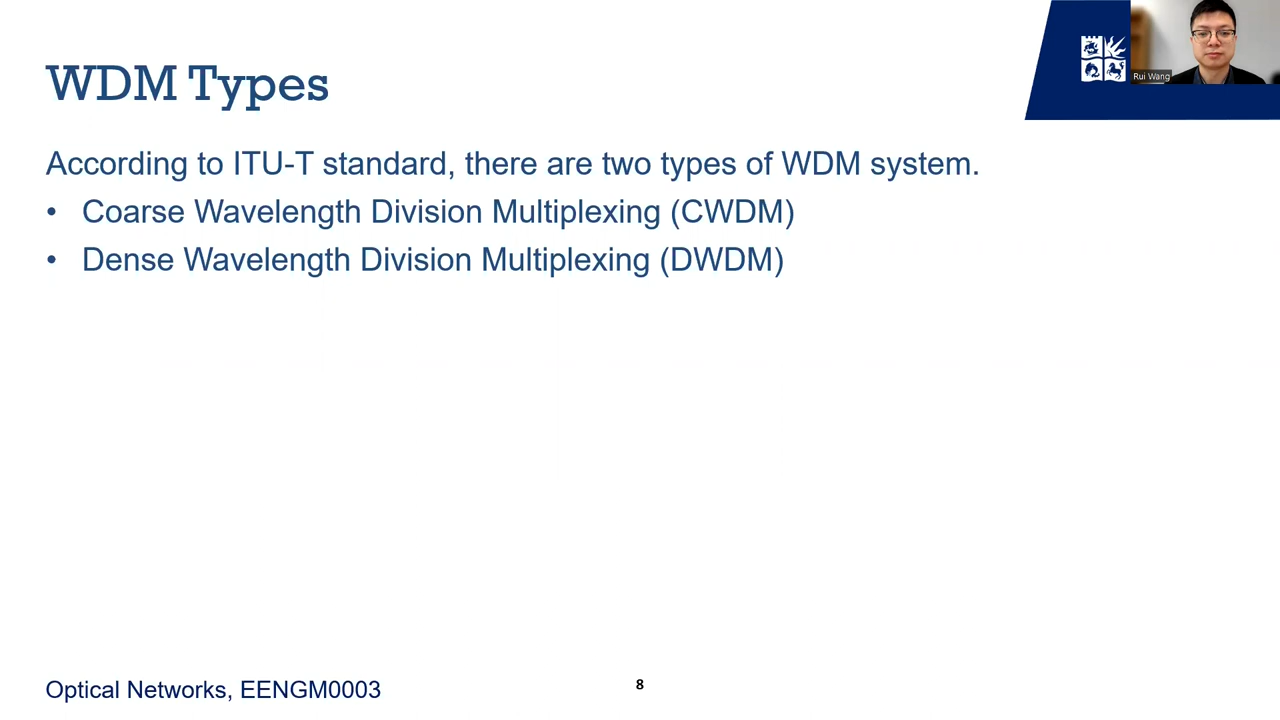 WDM Types
Rui Wang
According to ITU-T standard, there are two types of WDM system.
• Coarse Wavelength Division Multiplexing (CWDM)
• Dense Wavelength Division Multiplexing (DWDM)
Optical Networks, EENGM0003
8